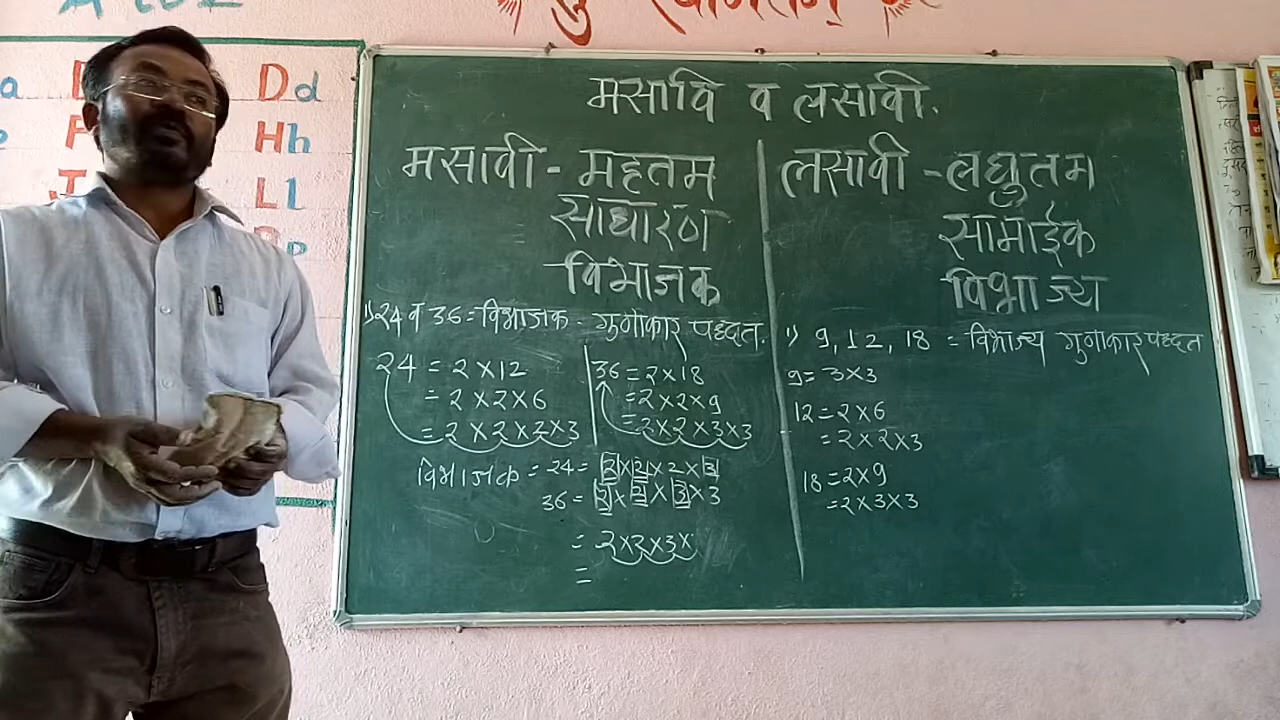 मसावि व लसावी.
मसावी - महतम
साधारण
विभाजक
1) 24 व 36 = विभाजक - गुणाकार पद्धत.
24 = 2 × 12
= 2 × 2 × 6
= 2 × 2 × 2 × 3
36 = 2 × 18
= 2 × 2 × 9
= 2 × 2 × 3 × 3
विभाजक = 24 = 2 × 2 × 2 × 3
36 = 2 × 2 × 3 × 3
= 2 × 2 × 3 ×
=
लसावी - लघुतम
सामाईक
विभाज्य
1) 9, 12, 18 = विभाज्य गुणाकार पद्धत
9 = 3 × 3
12 = 2 × 6
= 2 × 2 × 3
18 = 2 × 9
= 2 × 3 × 3
D d
H h
L l